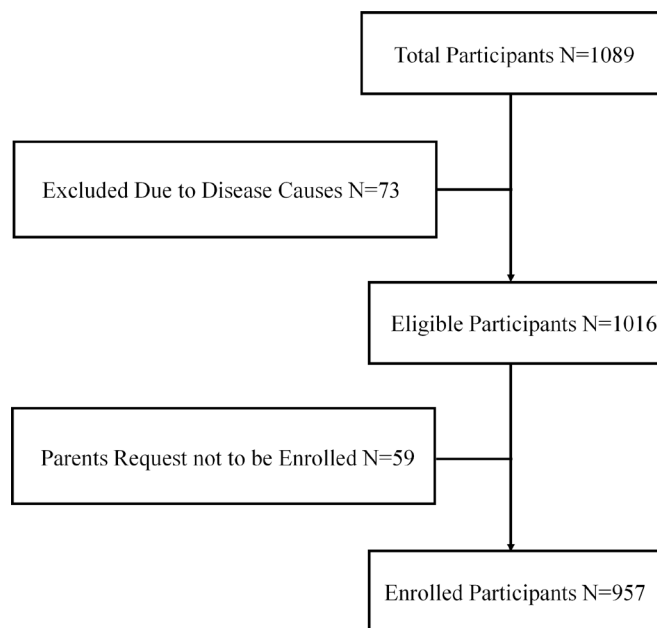 Total Participants N=1089
Excluded Due to Disease Causes N=73
Eligible Participants N=1016
Parents Request not to be Enrolled N=59
Enrolled Participants N=957